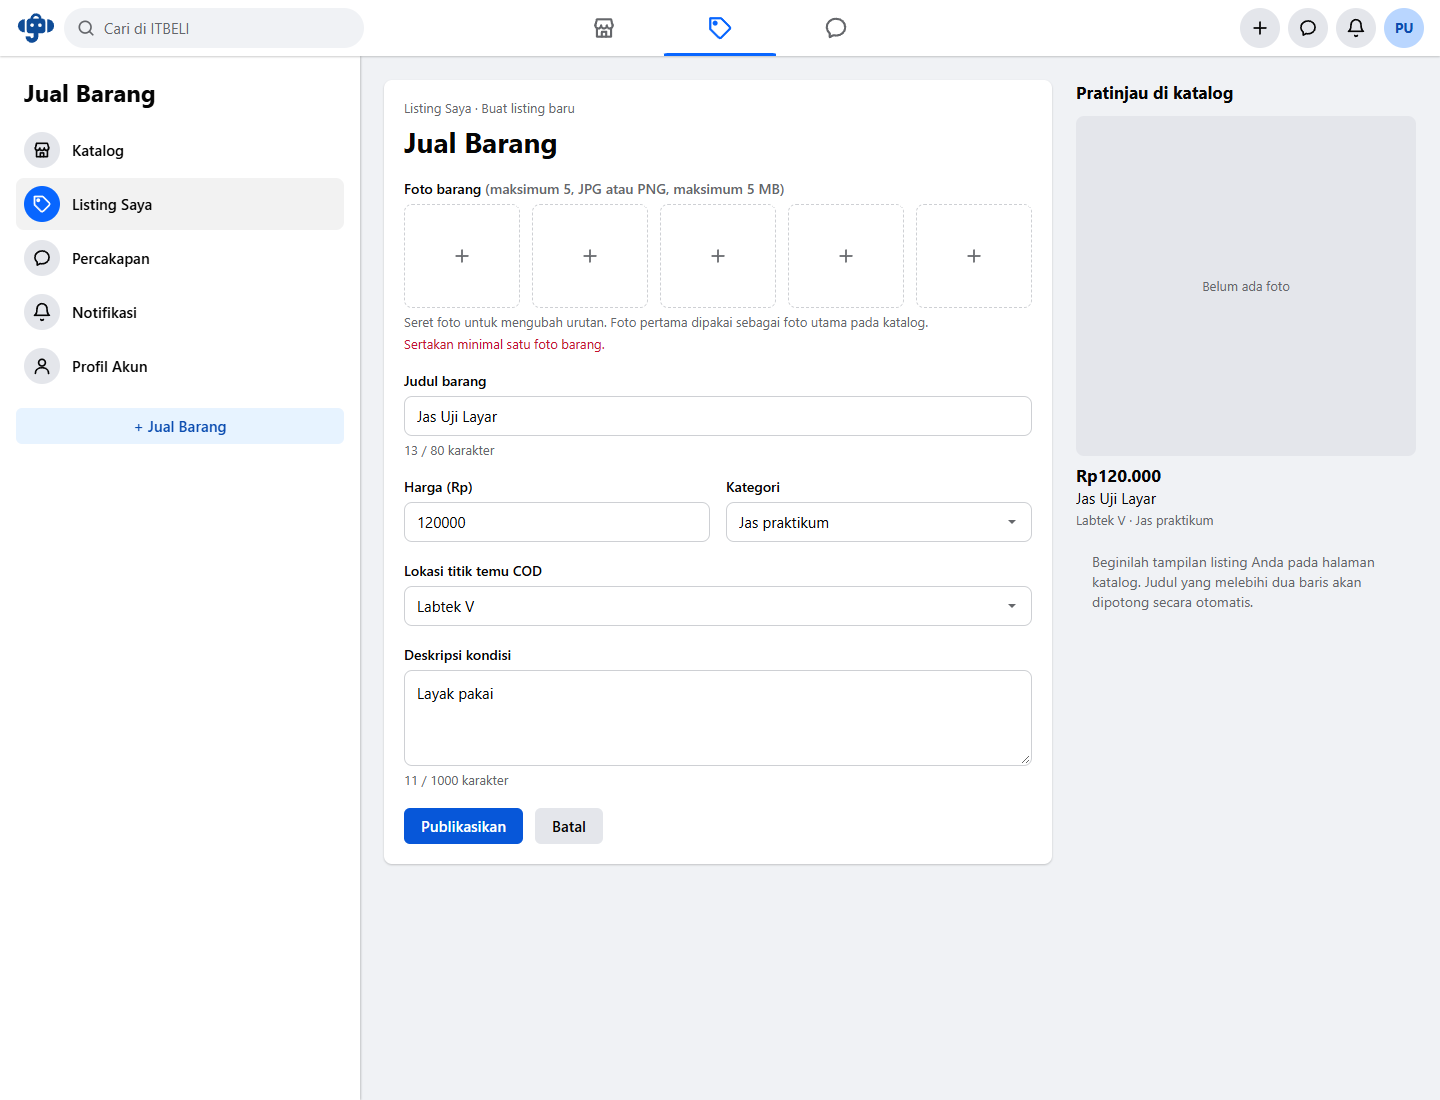 Cari di ITBELI
PU
Jual Barang
Katalog
Listing Saya
Percakapan
Notifikasi
Profil Akun
+ Jual Barang
Listing Saya · Buat listing baru
Jual Barang
Foto barang (maksimum 5, JPG atau PNG, maksimum 5 MB)
+ + + + +
Seret foto untuk mengubah urutan. Foto pertama dipakai sebagai foto utama pada katalog.
Sertakan minimal satu foto barang.
Judul barang
Jas Uji Layar
13 / 80 karakter
Harga (Rp)
120000
Kategori
Jas praktikum
Lokasi titik temu COD
Labtek V
Deskripsi kondisi
Layak pakai
11 / 1000 karakter
Publikasikan
Batal
Pratinjau di katalog
Belum ada foto
Rp120.000
Jas Uji Layar
Labtek V · Jas praktikum
Beginilah tampilan listing Anda pada halaman
katalog. Judul yang melebihi dua baris akan
dipotong secara otomatis.